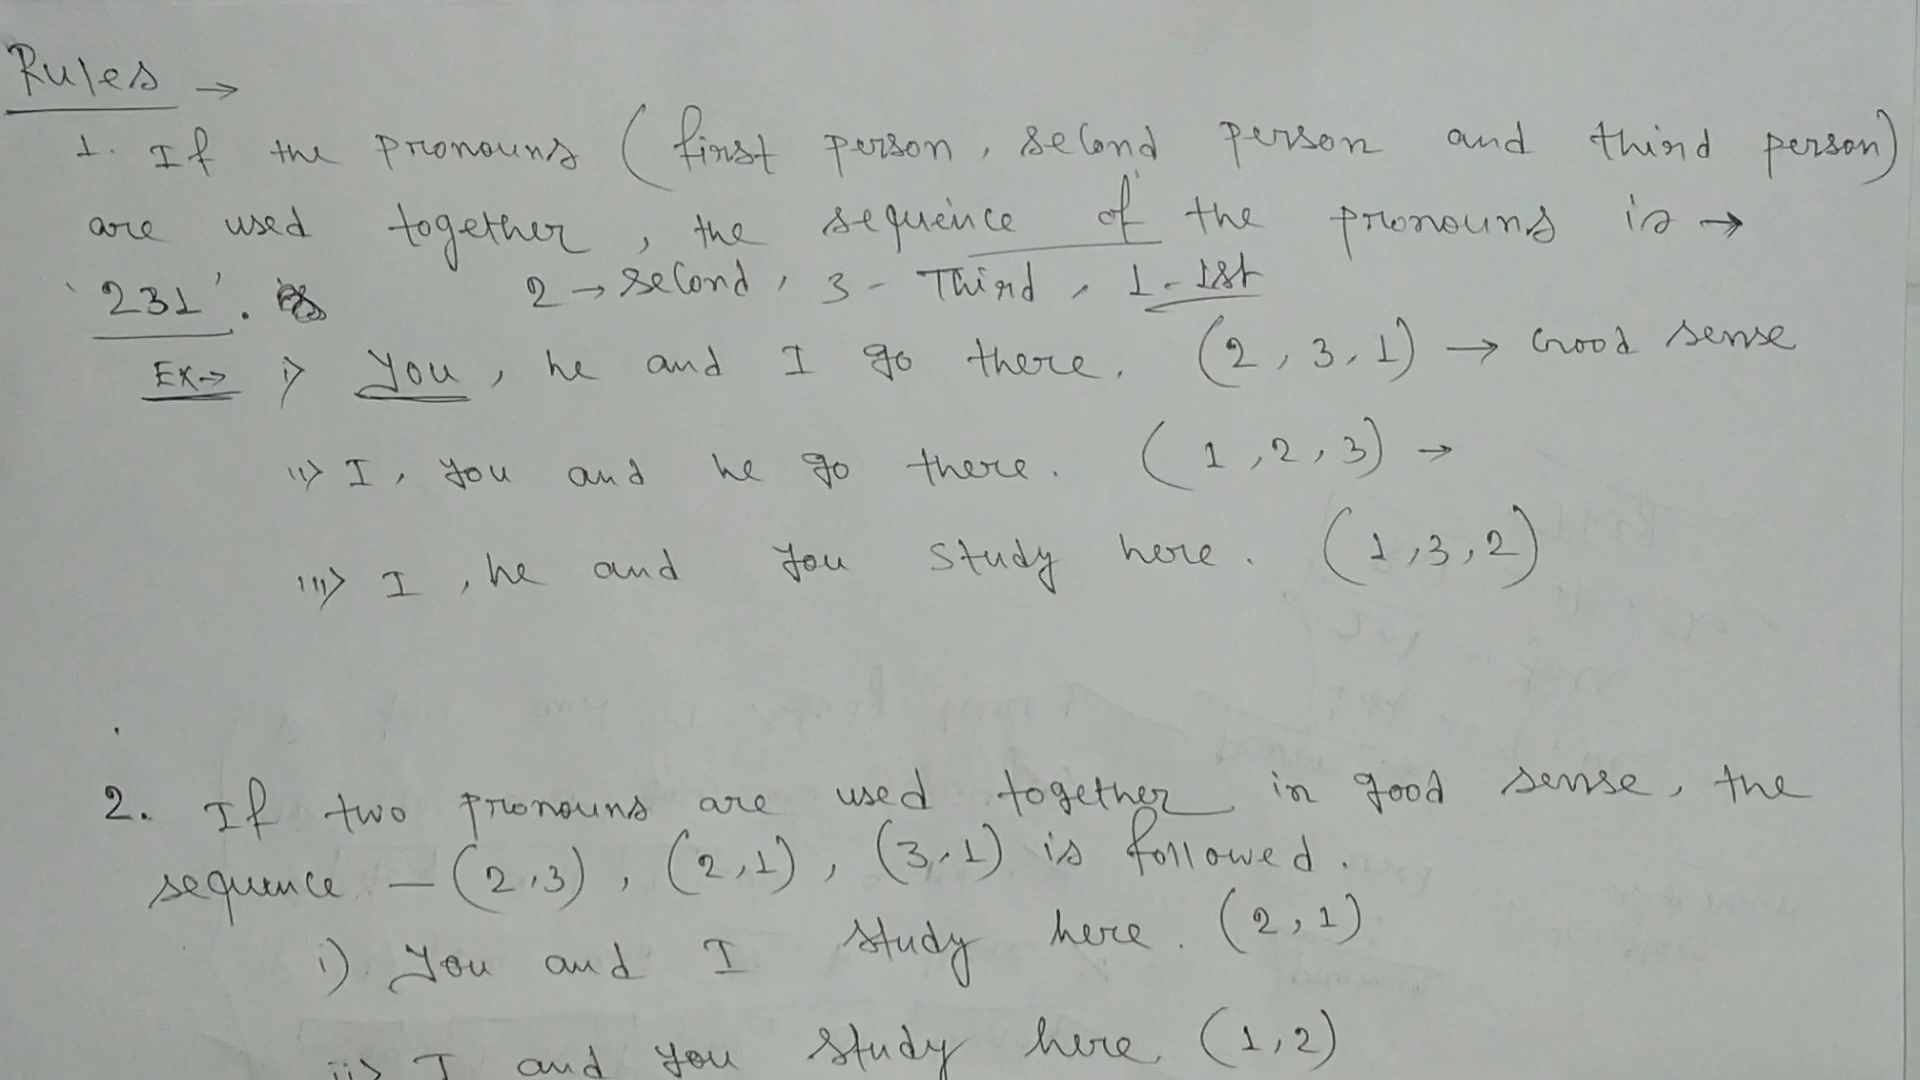 Rules →
1. If the pronouns (first person, second person and third person)
are used together, the sequence of the pronouns is →
'231'. 2 → second, 3 - Third, 1 - 1st
Ex→ i) You, he and I go there. (2, 3, 1) → Good sense
ii) I, you and he go there. (1, 2, 3) →
iii) I, he and you study here. (1, 3, 2)
2. If two pronouns are used together in good sense, the
sequence — (2,3), (2,1), (3,1) is followed.
i) You and I study here. (2, 1)
ii) I and you study here. (1, 2)